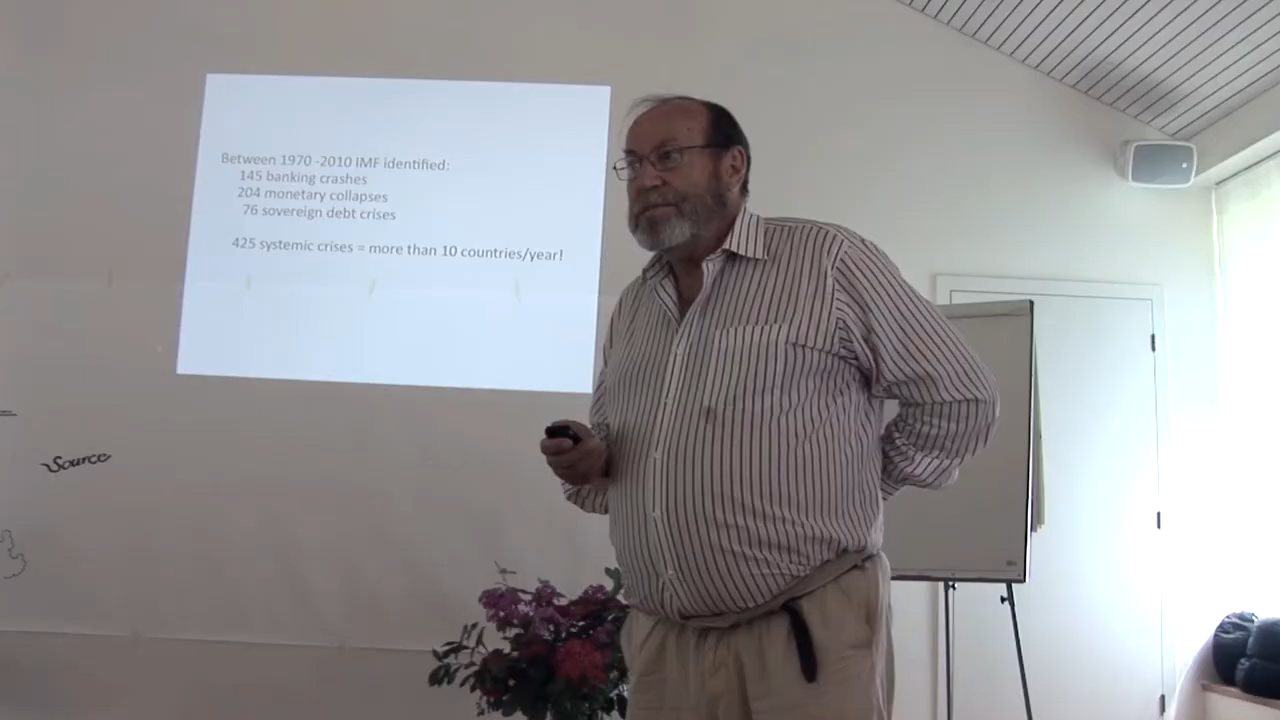 Between 1970 -2010 IMF identified:
145 banking crashes
204 monetary collapses
76 sovereign debt crises
425 systemic crises = more than 10 countries/year!
Source